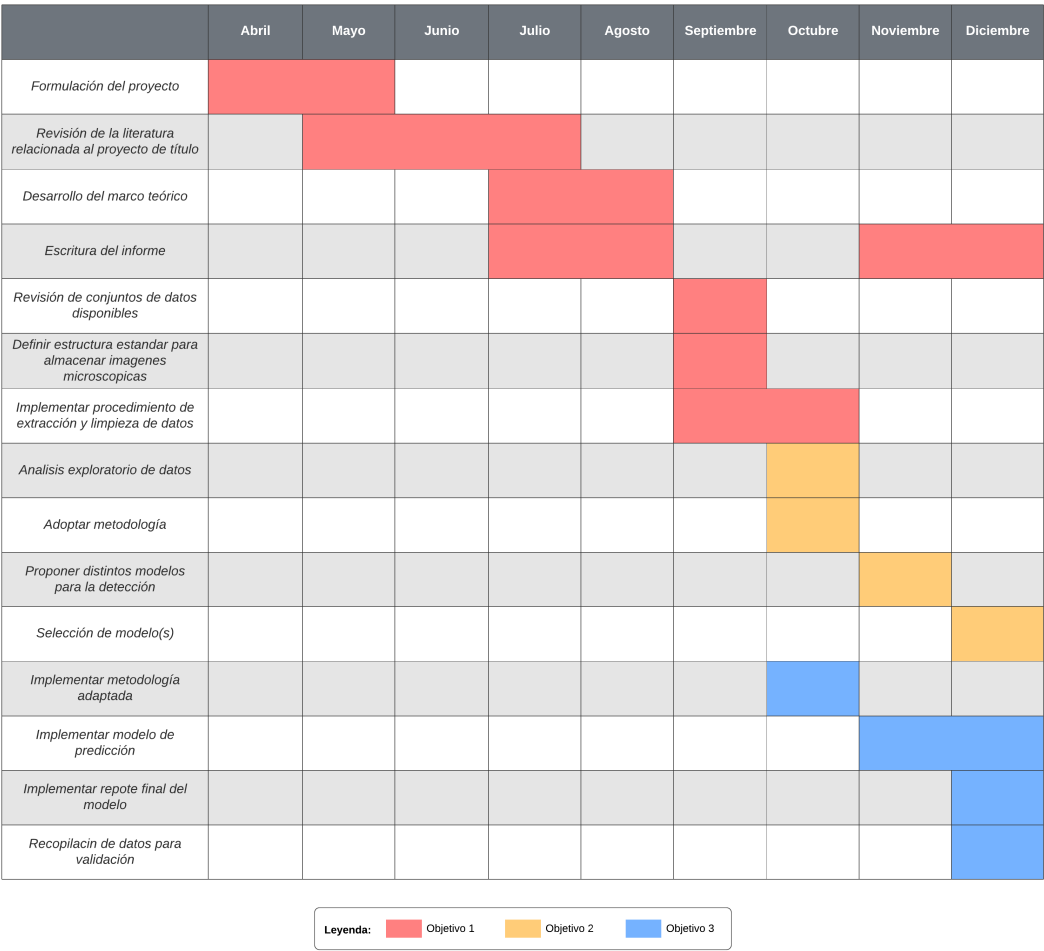 Abril Mayo Junio Julio Agosto Septiembre Octubre Noviembre Diciembre
Formulación del proyecto
Revisión de la literatura
relacionada al proyecto de título
Desarrollo del marco teórico
Escritura del informe
Revisión de conjuntos de datos
disponibles
Definir estructura estandar para
almacenar imagenes
microscopicas
Implementar procedimiento de
extracción y limpieza de datos
Analisis exploratorio de datos
Adoptar metodología
Proponer distintos modelos
para la detección
Selección de modelo(s)
Implementar metodología
adaptada
Implementar modelo de
predicción
Implementar repote final del
modelo
Recopilacin de datos para
validación
Leyenda: Objetivo 1 Objetivo 2 Objetivo 3